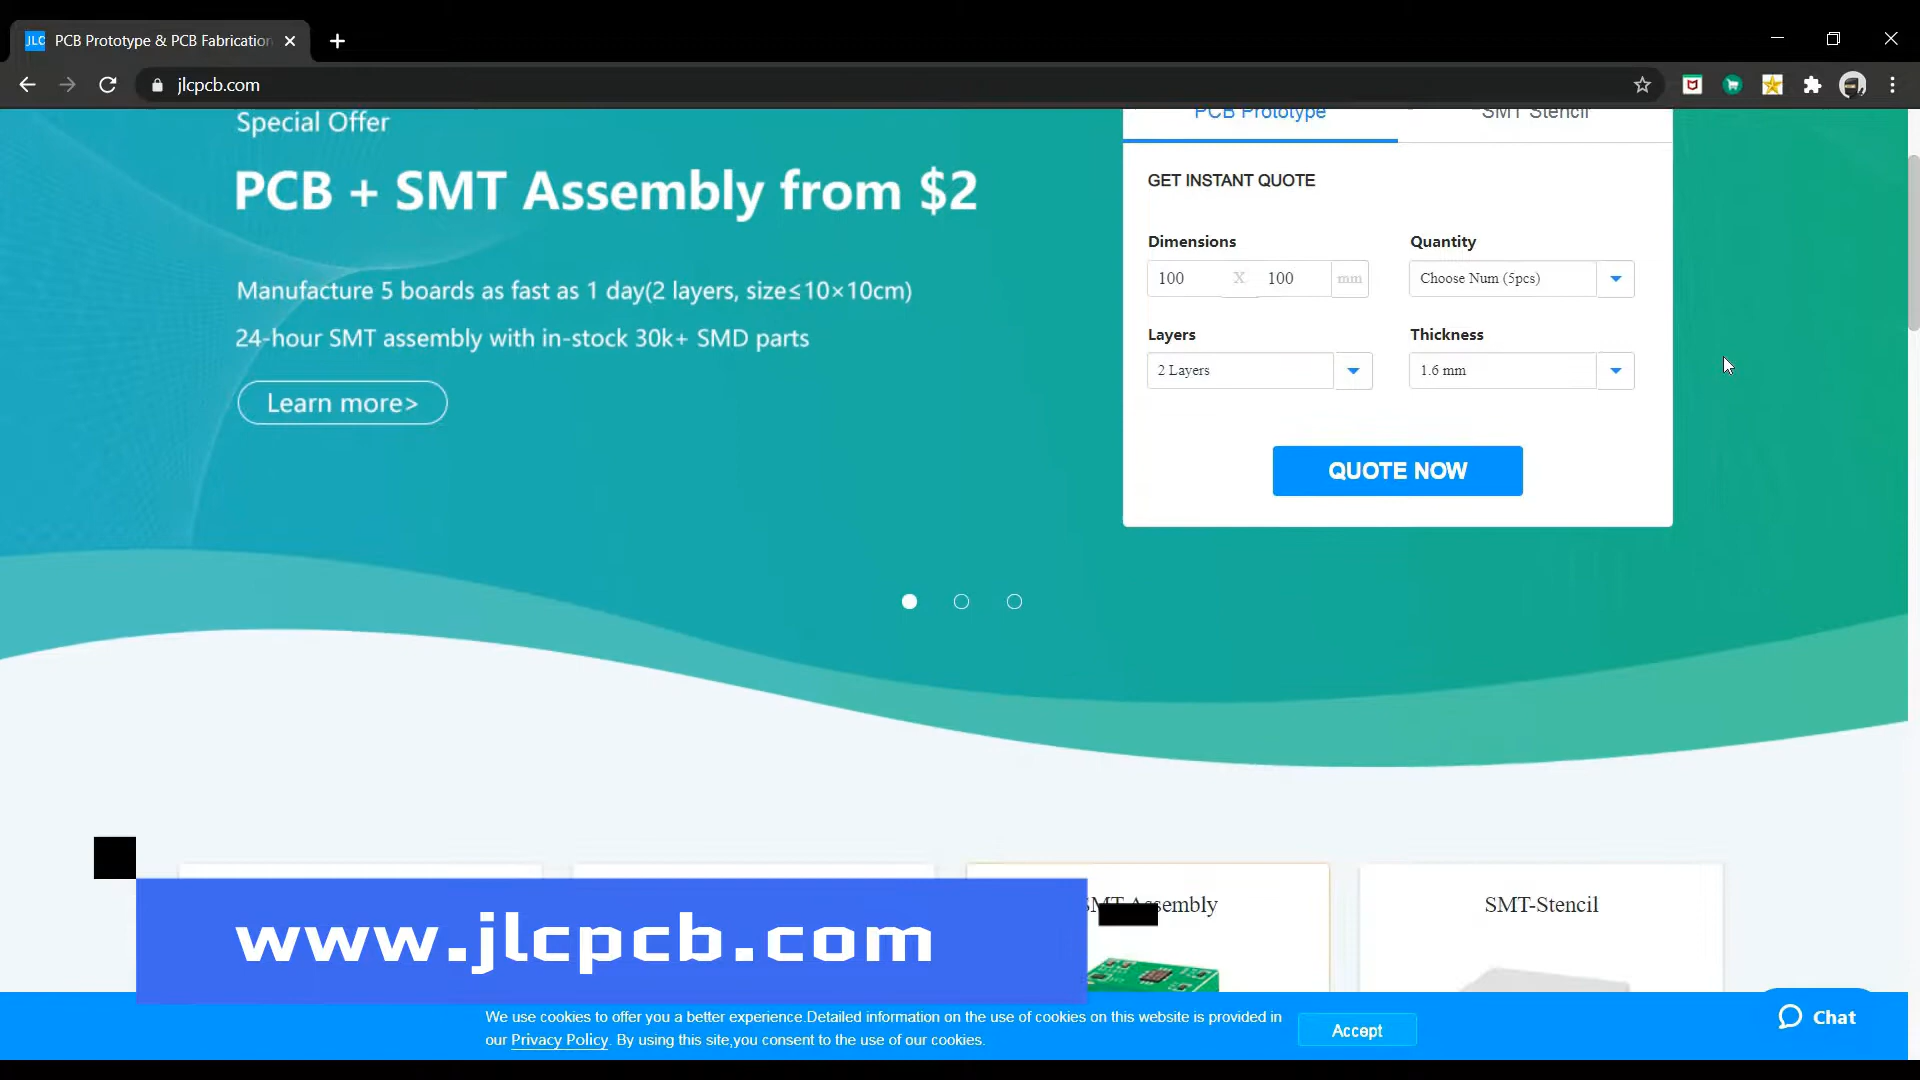 JLC PCB Prototype & PCB Fabrication
jlcpcb.com
Special Offer
PCB + SMT Assembly from $2
Manufacture 5 boards as fast as 1 day(2 layers, size≤10×10cm)
24-hour SMT assembly with in-stock 30k+ SMD parts
Learn more>
PCB Prototype
SMT Stencil
GET INSTANT QUOTE
Dimensions
100 X 100 mm
Quantity
Choose Num (5pcs)
Layers
2 Layers
Thickness
1.6 mm
QUOTE NOW
SMT Assembly
SMT-Stencil
www.jlcpcb.com
We use cookies to offer you a better experience.Detailed information on the use of cookies on this website is provided in
our Privacy Policy. By using this site,you consent to the use of our cookies.
Accept
Chat